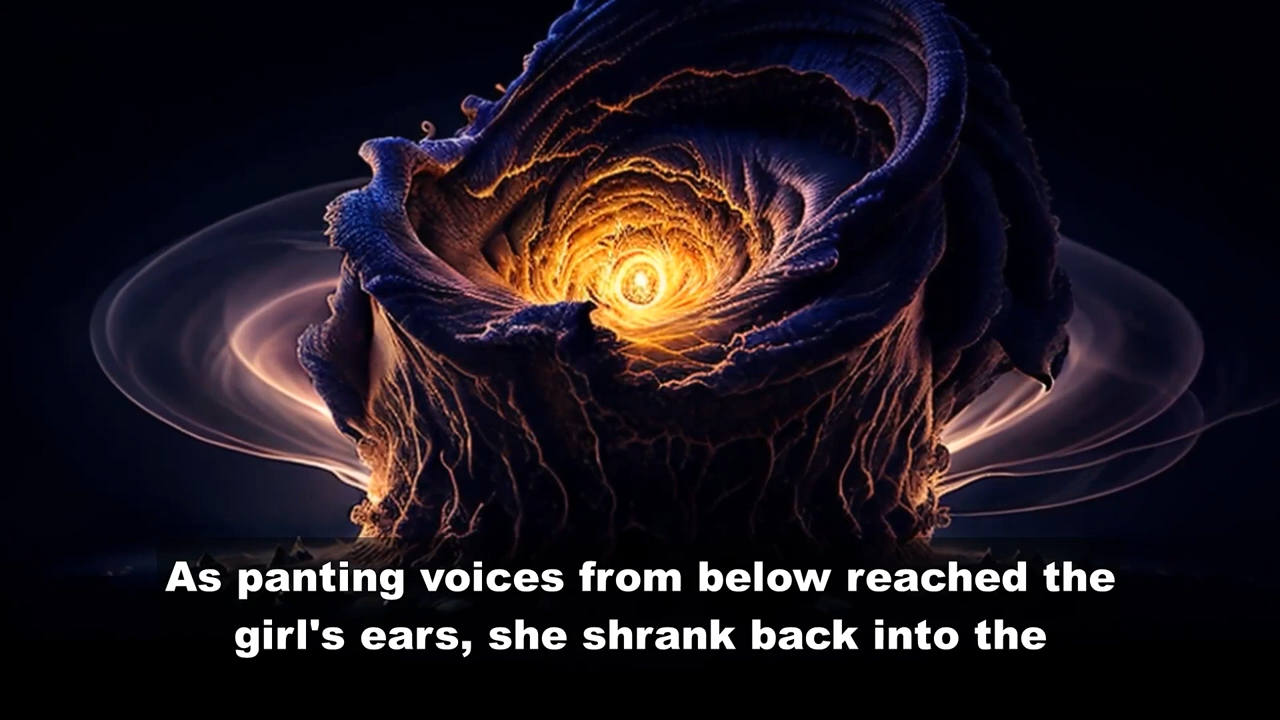 As panting voices from below reached the
girl's ears, she shrank back into the